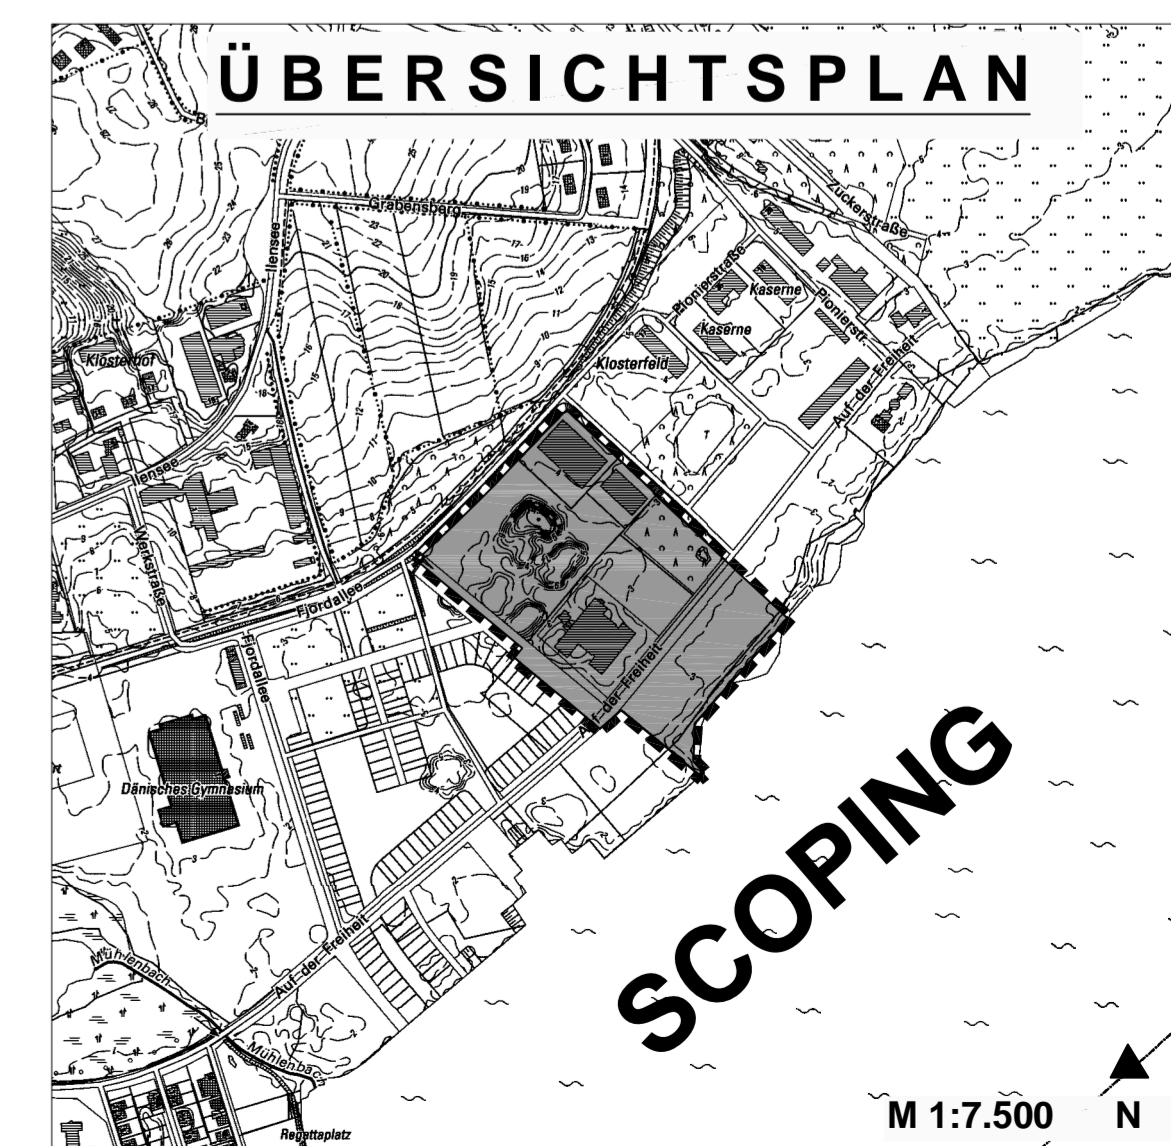 ÜBERSICHTSPLAN
Zuckerstraße
Grabensberg
Ilensee
Pionierstraße
Kaserne
Pionierstr.
Kaserne
Klosterfeld
Klosterhof
Auf-der-Freiheit
Ilensee
Werkstraße
Fjordallee
Fjordallee
Auf-der-Freiheit
Dänisches Gymnasium
SCOPING
Auf-der-Freiheit
Mühlenbach
Mühlenbach
Regattaplatz
M 1:7.500
N